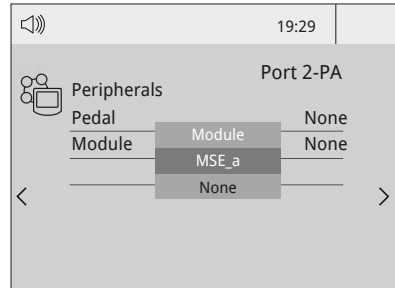 19:29
Port 2-PA
Peripherals
Pedal None
Module None
Module
MSE_a
None